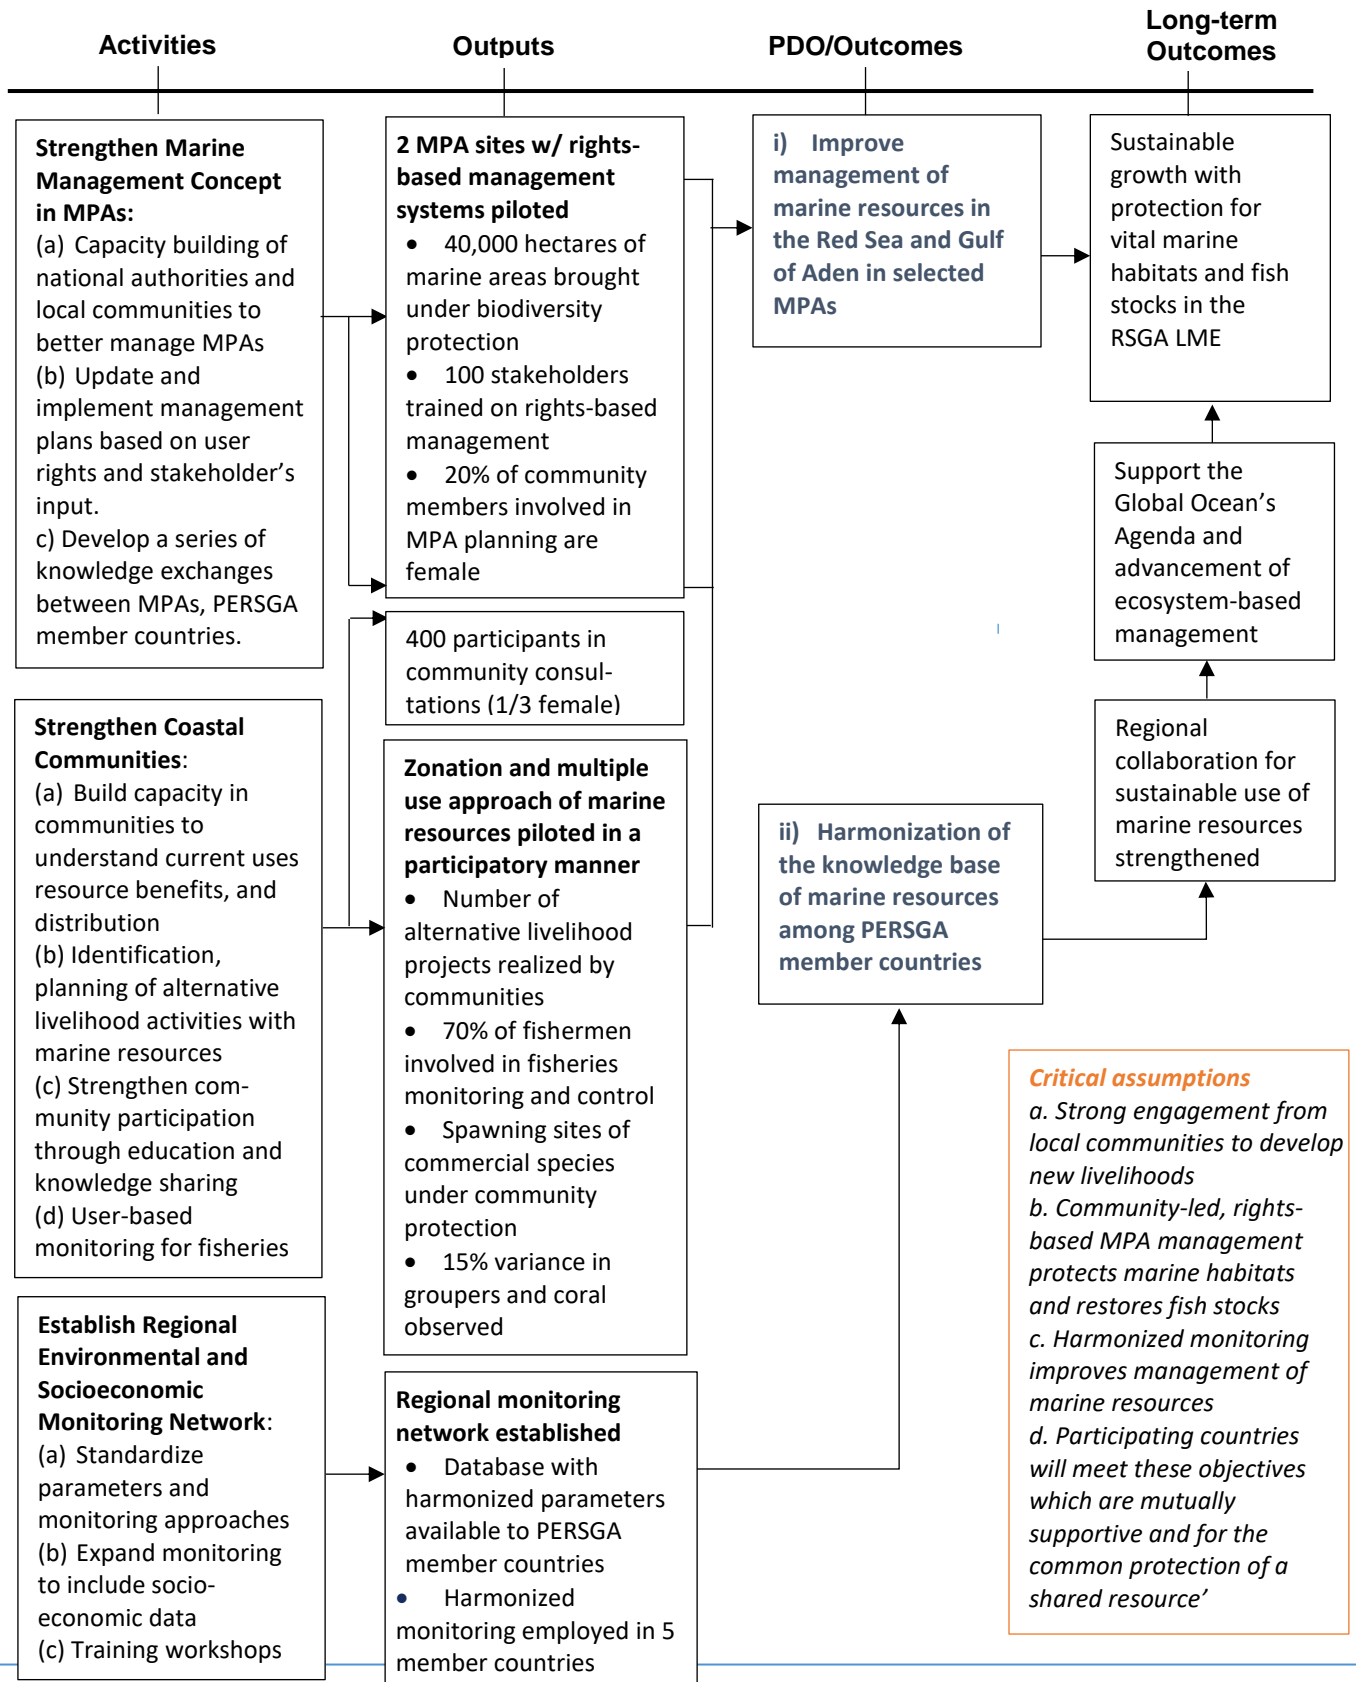 Activities
Outputs
PDO/Outcomes
Long-term
Outcomes
Strengthen Marine
Management Concept
in MPAs:
(a) Capacity building of
national authorities and
local communities to
better manage MPAs
(b) Update and
implement management
plans based on user
rights and stakeholder’s
input.
c) Develop a series of
knowledge exchanges
between MPAs, PERSGA
member countries.
Strengthen Coastal
Communities:
(a) Build capacity in
communities to
understand current uses
resource benefits, and
distribution
(b) Identification,
planning of alternative
livelihood activities with
marine resources
(c) Strengthen com-
munity participation
through education and
knowledge sharing
(d) User-based
monitoring for fisheries
Establish Regional
Environmental and
Socioeconomic
Monitoring Network:
(a) Standardize
parameters and
monitoring approaches
(b) Expand monitoring
to include socio-
economic data
(c) Training workshops
2 MPA sites w/ rights-
based management
systems piloted
• 40,000 hectares of
marine areas brought
under biodiversity
protection
• 100 stakeholders
trained on rights-based
management
• 20% of community
members involved in
MPA planning are
female
400 participants in
community consul-
tations (1/3 female)
Zonation and multiple
use approach of marine
resources piloted in a
participatory manner
• Number of
alternative livelihood
projects realized by
communities
• 70% of fishermen
involved in fisheries
monitoring and control
• Spawning sites of
commercial species
under community
protection
• 15% variance in
groupers and coral
observed
Regional monitoring
network established
• Database with
harmonized parameters
available to PERSGA
member countries
• Harmonized
monitoring employed in 5
member countries
i) Improve
management of
marine resources in
the Red Sea and Gulf
of Aden in selected
MPAs
ii) Harmonization of
the knowledge base
of marine resources
among PERSGA
member countries
Sustainable
growth with
protection for
vital marine
habitats and fish
stocks in the
RSGA LME
Support the
Global Ocean’s
Agenda and
advancement of
ecosystem-based
management
Regional
collaboration for
sustainable use of
marine resources
strengthened
Critical assumptions
a. Strong engagement from
local communities to develop
new livelihoods
b. Community-led, rights-
based MPA management
protects marine habitats
and restores fish stocks
c. Harmonized monitoring
improves management of
marine resources
d. Participating countries
will meet these objectives
which are mutually
supportive and for the
common protection of a
shared resource’